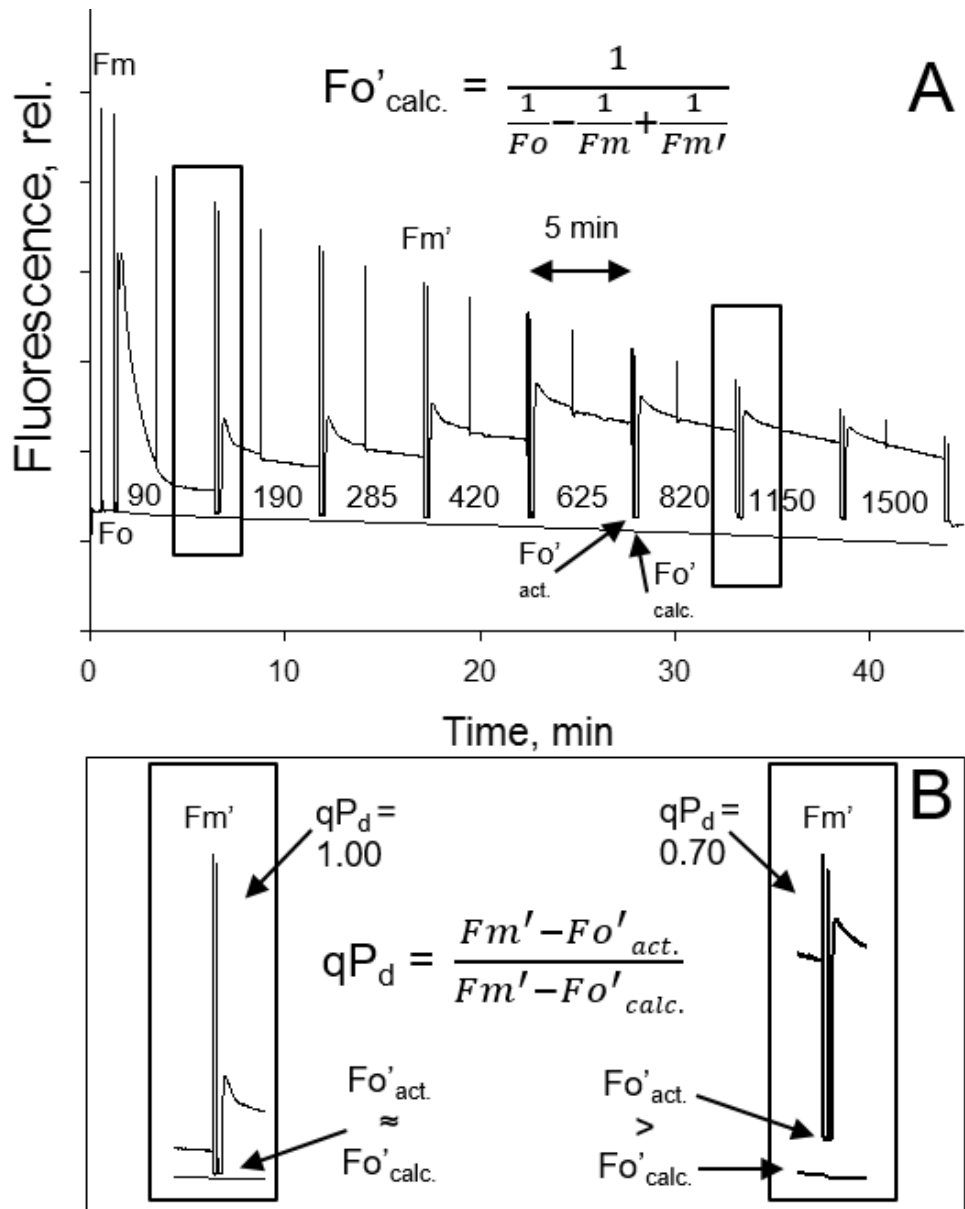 A
Fm
Fo'calc. = 1 / (1/Fo − 1/Fm + 1/Fm')
Fluorescence, rel.
Fm'
5 min
90
190
285
420
625
820
1150
1500
Fo
Fo'
act.
Fo'
calc.
0
10
20
30
40
Time, min
B
Fm'
qPd =
1.00
qPd =
0.70
Fm'
qPd = (Fm' − Fo'act.) / (Fm' − Fo'calc.)
Fo'act.
≈
Fo'calc.
Fo'act.
>
Fo'calc.